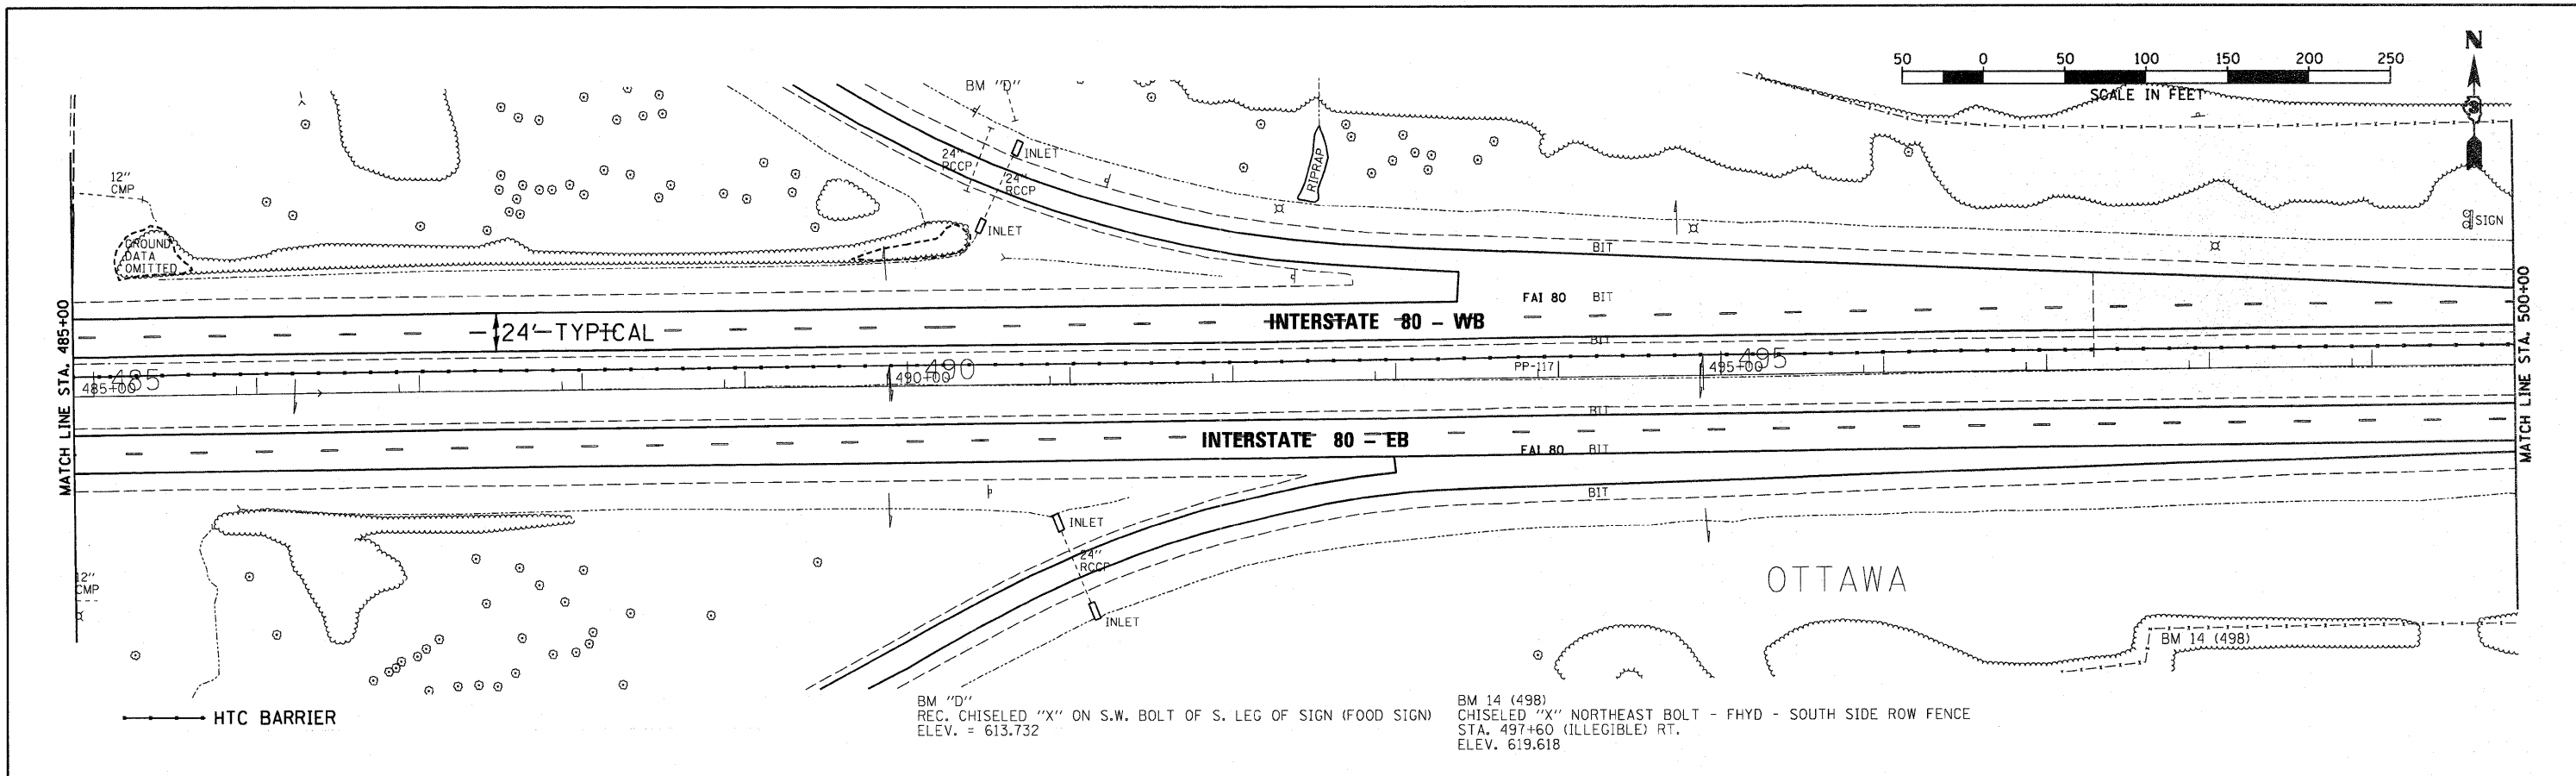 N
50 0 50 100 150 200 250
SCALE IN FEET
BM "D"
24"
RCCP
INLET
24"
RCCP
INLET
RIPRAP
12"
CMP
GROUND
DATA
OMITTED
SIGN
BIT
FAI 80 BIT
24' TYPICAL
INTERSTATE 80 - WB
BIT
MATCH LINE STA. 485+00
MATCH LINE STA. 500+00
485
485+00
490
490+00
PP-117
495
495+00
BIT
INTERSTATE 80 - EB
FAI 80 BIT
BIT
INLET
24"
RCCP
INLET
12"
CMP
OTTAWA
BM 14 (498)
HTC BARRIER
BM "D"
REC. CHISELED "X" ON S.W. BOLT OF S. LEG OF SIGN (FOOD SIGN)
ELEV. = 613.732
BM 14 (498)
CHISELED "X" NORTHEAST BOLT - FHYD - SOUTH SIDE ROW FENCE
STA. 497+60 (ILLEGIBLE) RT.
ELEV. 619.618